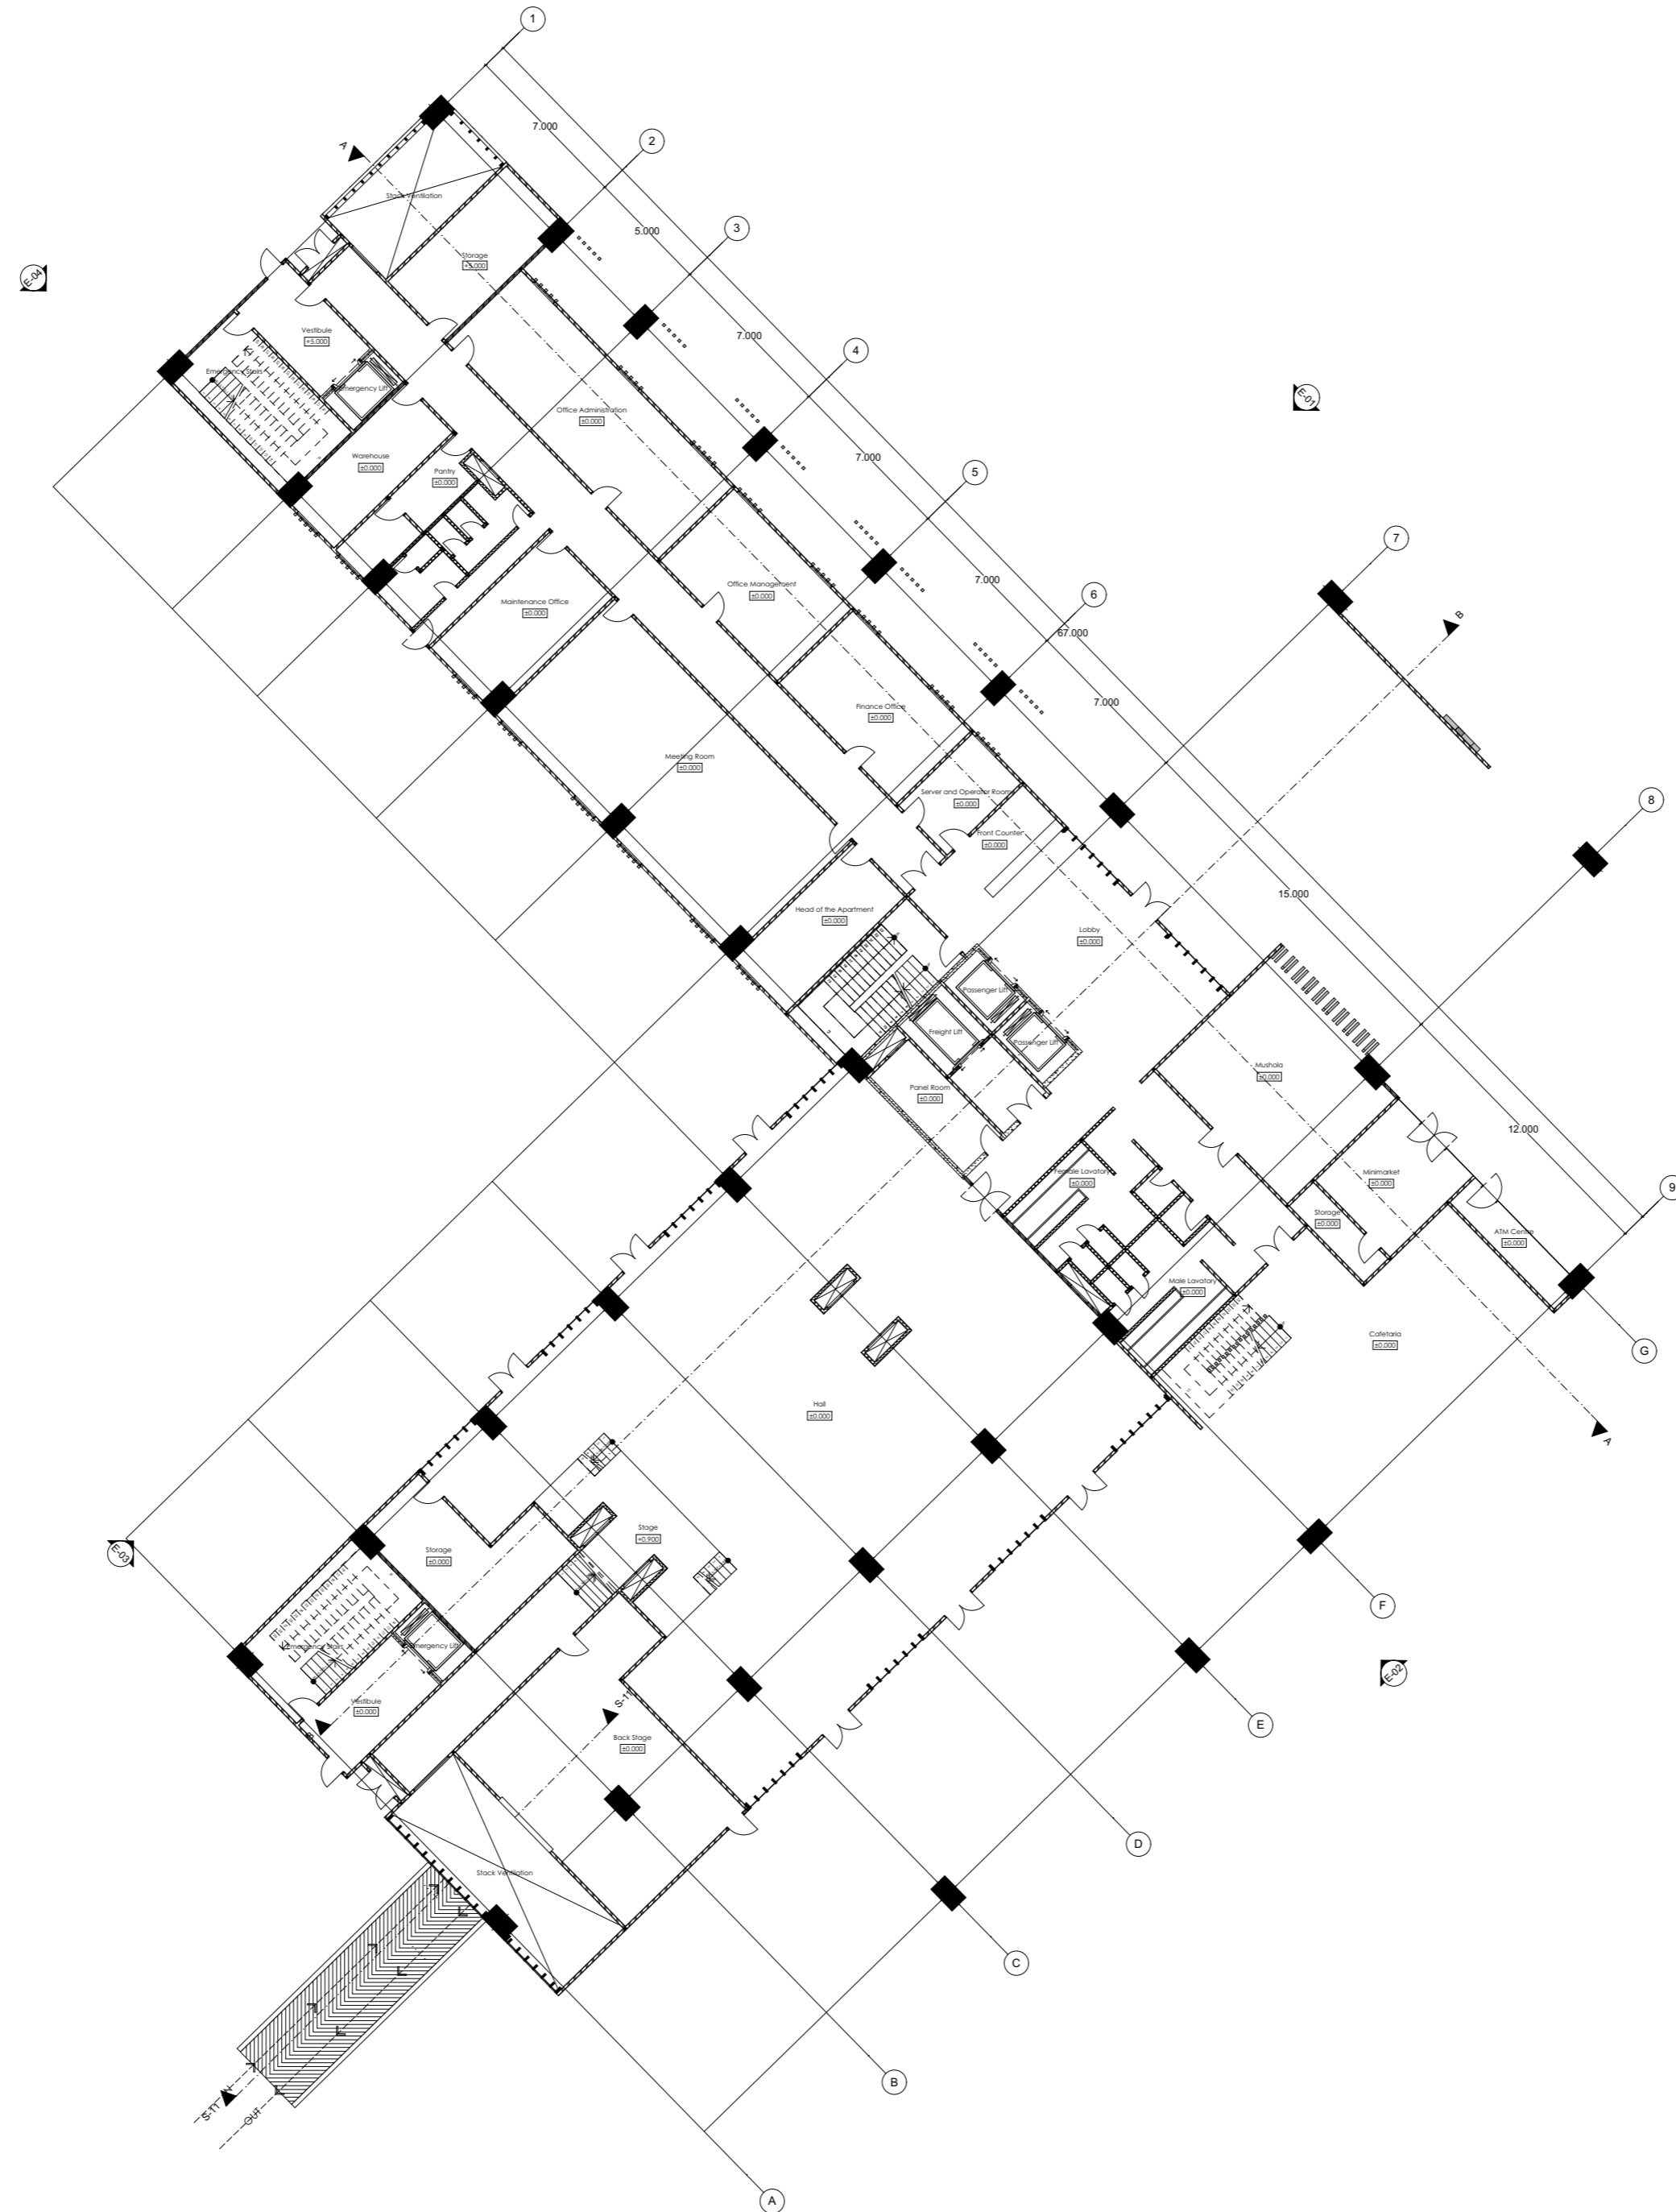 1
7.000
A
2
Stack Ventilation
5.000
3
Storage
+5.000
E-04
Vestibule
+5.000
7.000
4
Emergency Stairs
Emergency Lift
E-01
Office Administration
±0.000
7.000
5
Warehouse
±0.000
Pantry
±0.000
7
Office Management
±0.000
7.000
6
Maintenance Office
±0.000
B
67.000
Finance Office
±0.000
7.000
Meeting Room
±0.000
Server and Operator Room
±0.000
8
Front Counter
±0.000
15.000
Head of the Apartment
±0.000
Lobby
±0.000
Passenger Lift
Freight Lift
Passenger Lift
Mushola
±0.000
Panel Room
±0.000
12.000
Female Lavatory
±0.000
Minimarket
±0.000
9
Storage
±0.000
ATM Centre
±0.000
Male Lavatory
±0.000
Cafetaria
±0.000
G
Hall
±0.000
A
Stage
+0.900
E-03
Storage
±0.000
F
Emergency Stairs
Emergency Lift
E-02
Vestibule
±0.000
S-T1
B
E
Back Stage
±0.000
D
Stack Ventilation
C
B
S-T1
IN
OUT
A